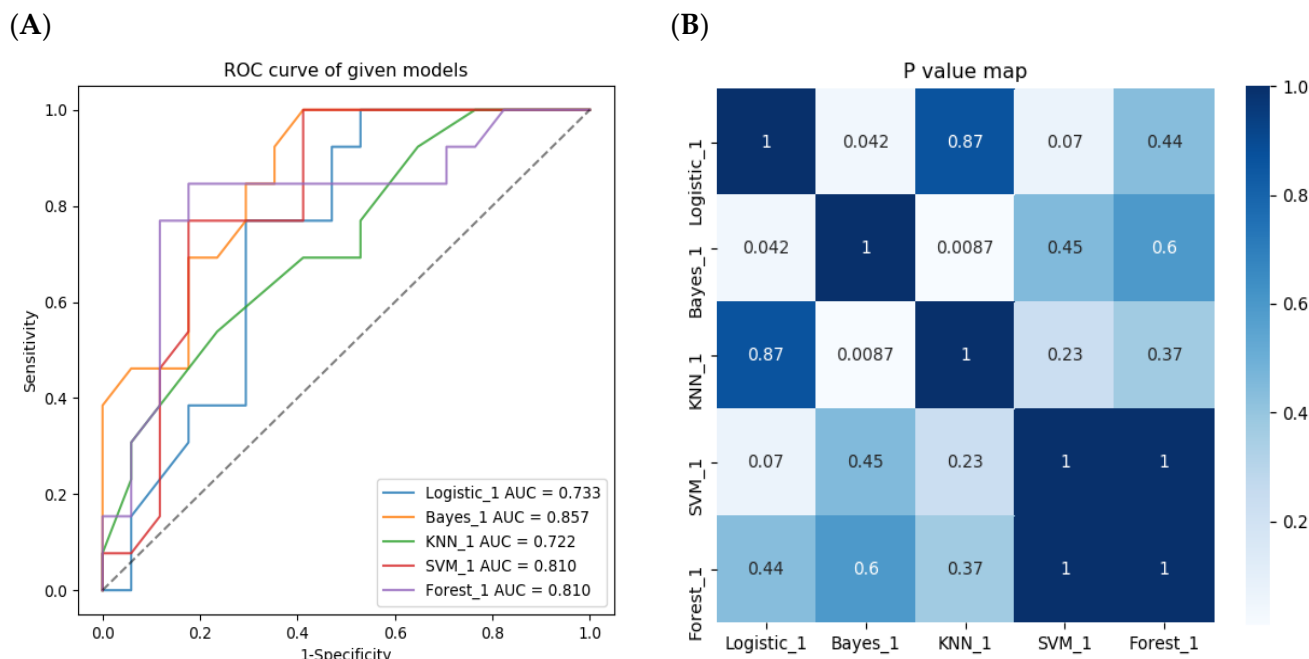 (A)
ROC curve of given models
1.0
0.8
0.6
0.4
0.2
0.0
Sensitivity
0.0 0.2 0.4 0.6 0.8 1.0
1-Specificity
Logistic_1 AUC = 0.733
Bayes_1 AUC = 0.857
KNN_1 AUC = 0.722
SVM_1 AUC = 0.810
Forest_1 AUC = 0.810
(B)
P value map
Logistic_1 1 0.042 0.87 0.07 0.44
Bayes_1 0.042 1 0.0087 0.45 0.6
KNN_1 0.87 0.0087 1 0.23 0.37
SVM_1 0.07 0.45 0.23 1 1
Forest_1 0.44 0.6 0.37 1 1
Logistic_1 Bayes_1 KNN_1 SVM_1 Forest_1
1.0
0.8
0.6
0.4
0.2